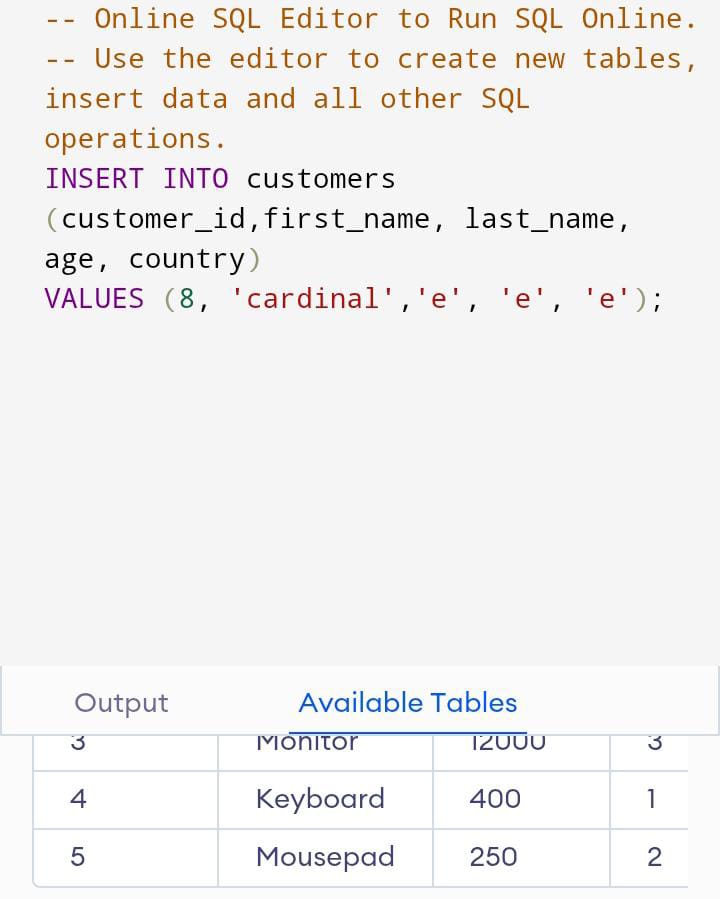 -- Online SQL Editor to Run SQL Online.
-- Use the editor to create new tables,
insert data and all other SQL
operations.
INSERT INTO customers
(customer_id,first_name, last_name,
age, country)
VALUES (8, 'cardinal','e', 'e', 'e');
Output Available Tables
3 Monitor 12000 3
4 Keyboard 400 1
5 Mousepad 250 2